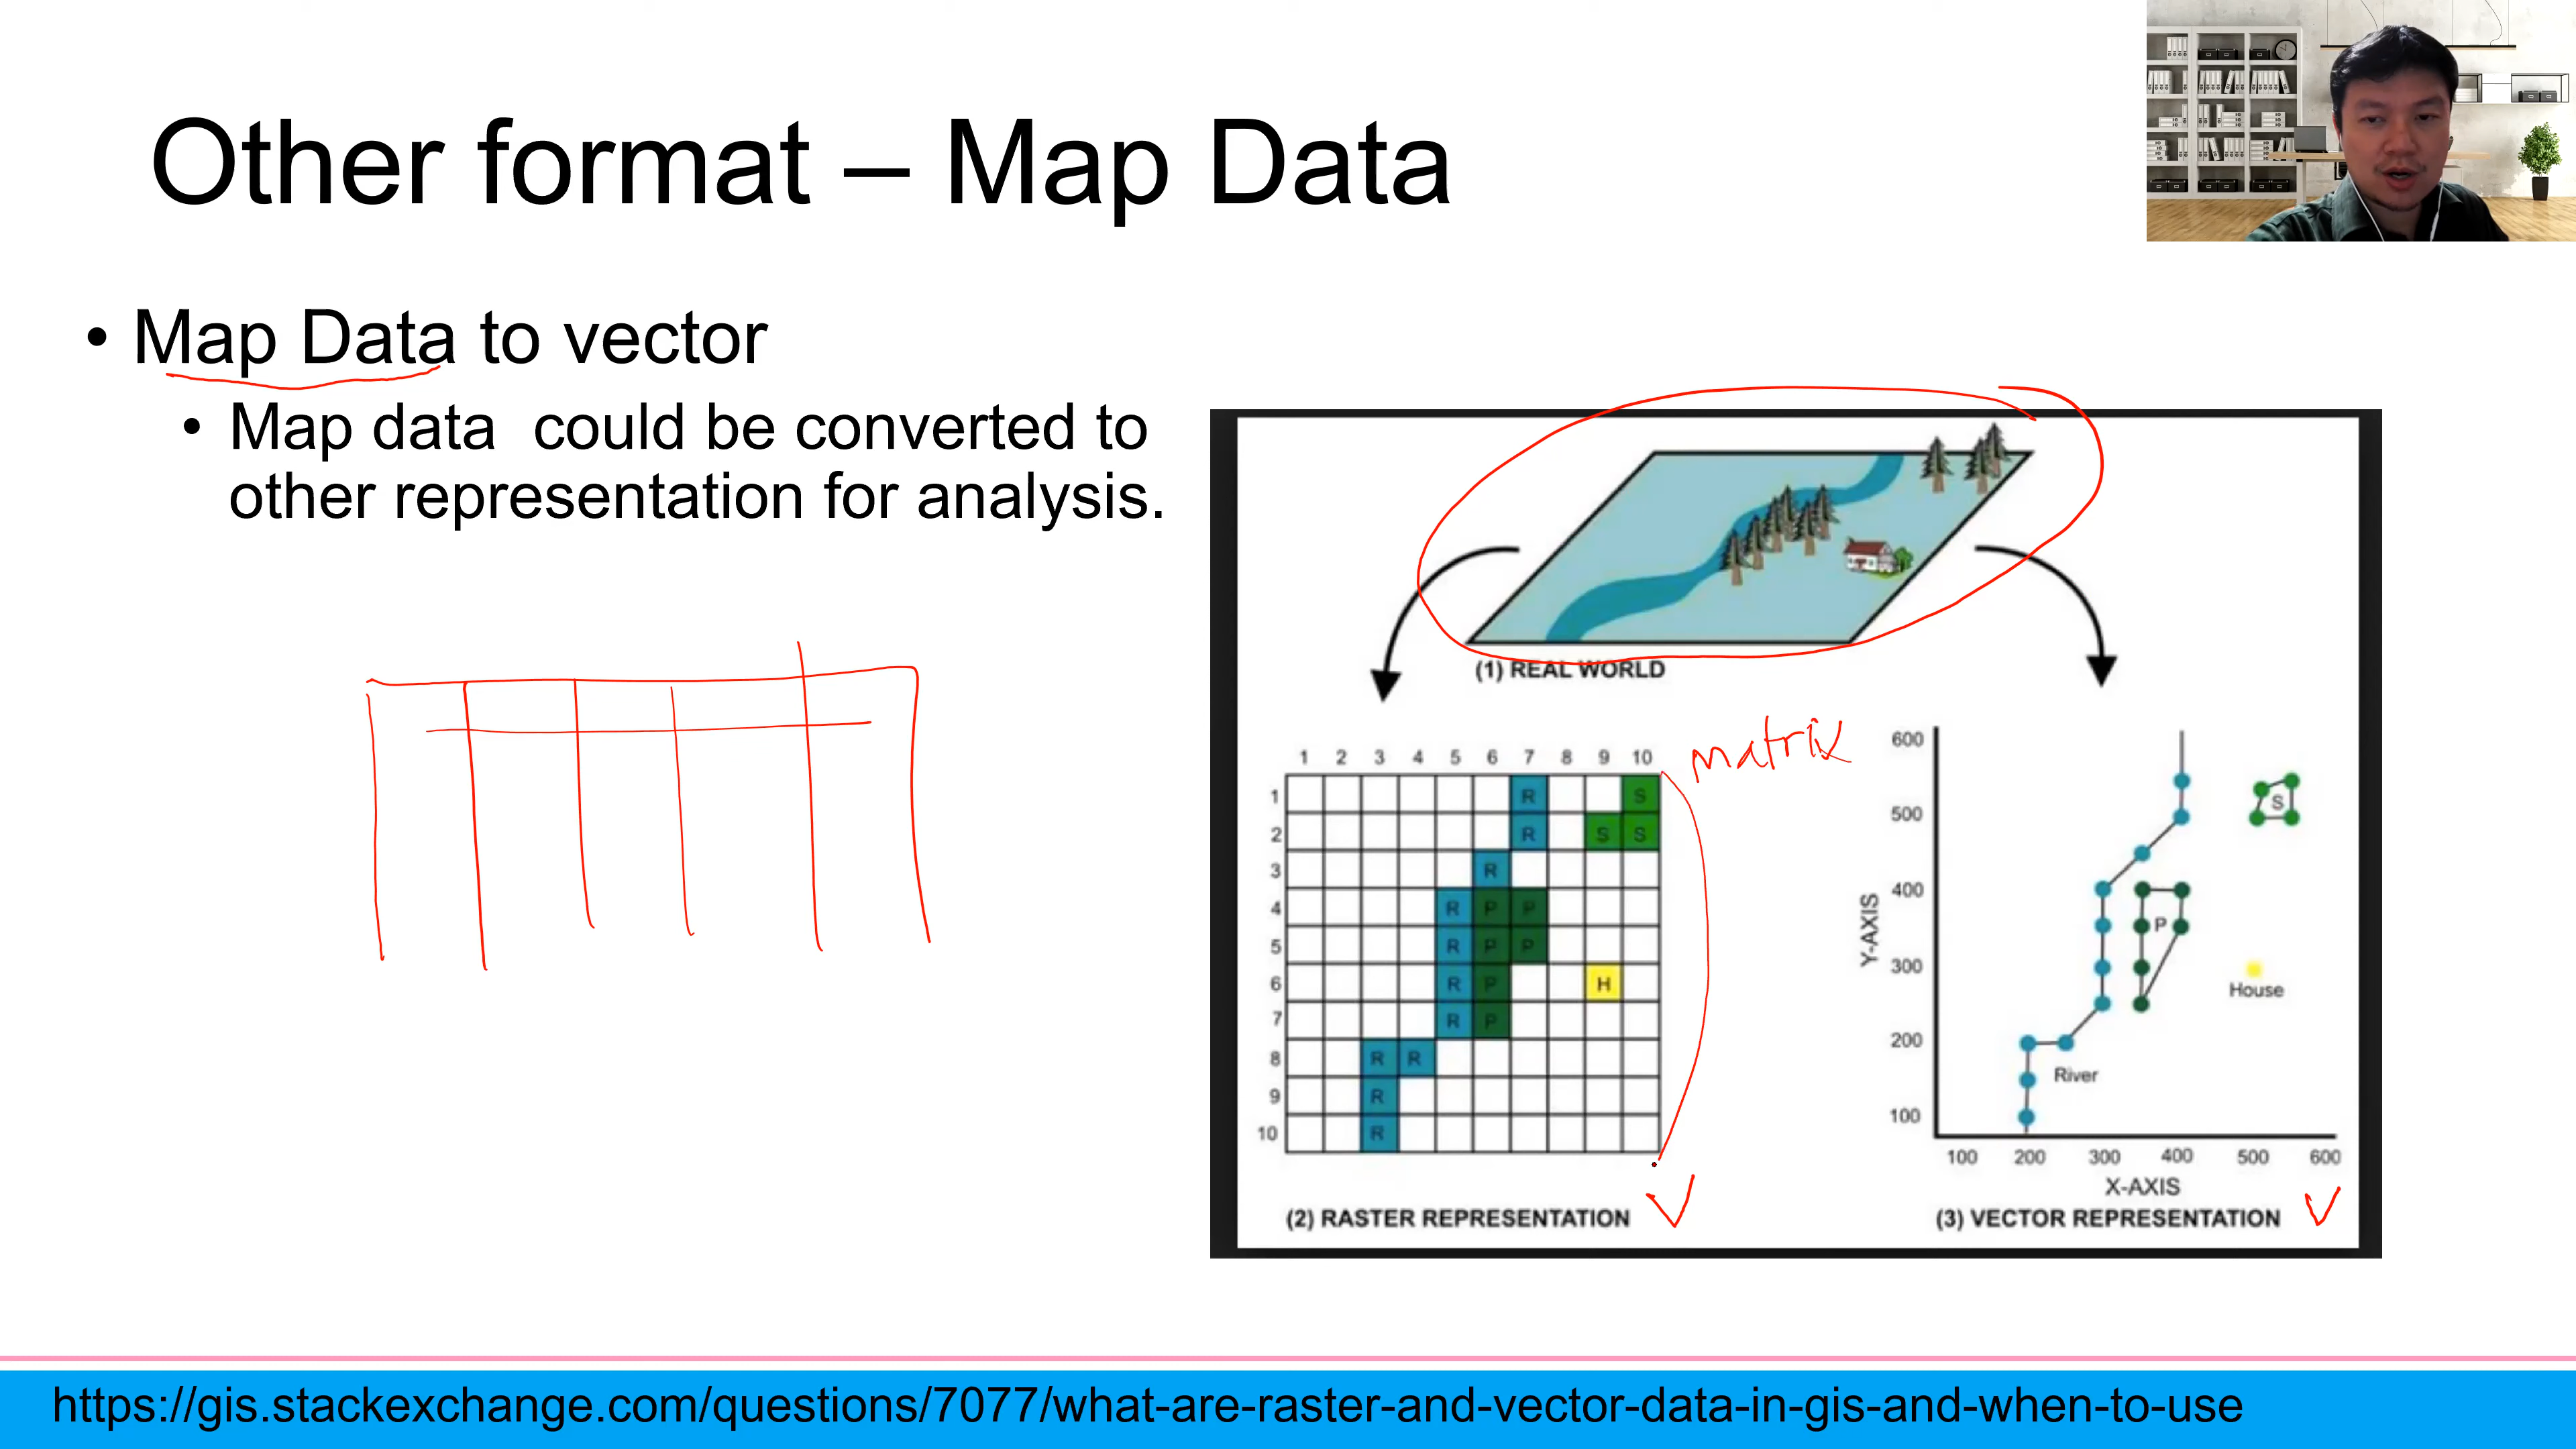 Other format – Map Data
• Map Data to vector
• Map data could be converted to
other representation for analysis.
(1) REAL WORLD
matrix
1 2 3 4 5 6 7 8 9 10
1 R S
2 R S S
3 R
4 R P P
5 R P P
6 R P H
7 R P
8 R R
9 R
10 R
(2) RASTER REPRESENTATION
600
500
400
300
200
100
Y-AXIS
S
P
House
River
100 200 300 400 500 600
X-AXIS
(3) VECTOR REPRESENTATION
https://gis.stackexchange.com/questions/7077/what-are-raster-and-vector-data-in-gis-and-when-to-use